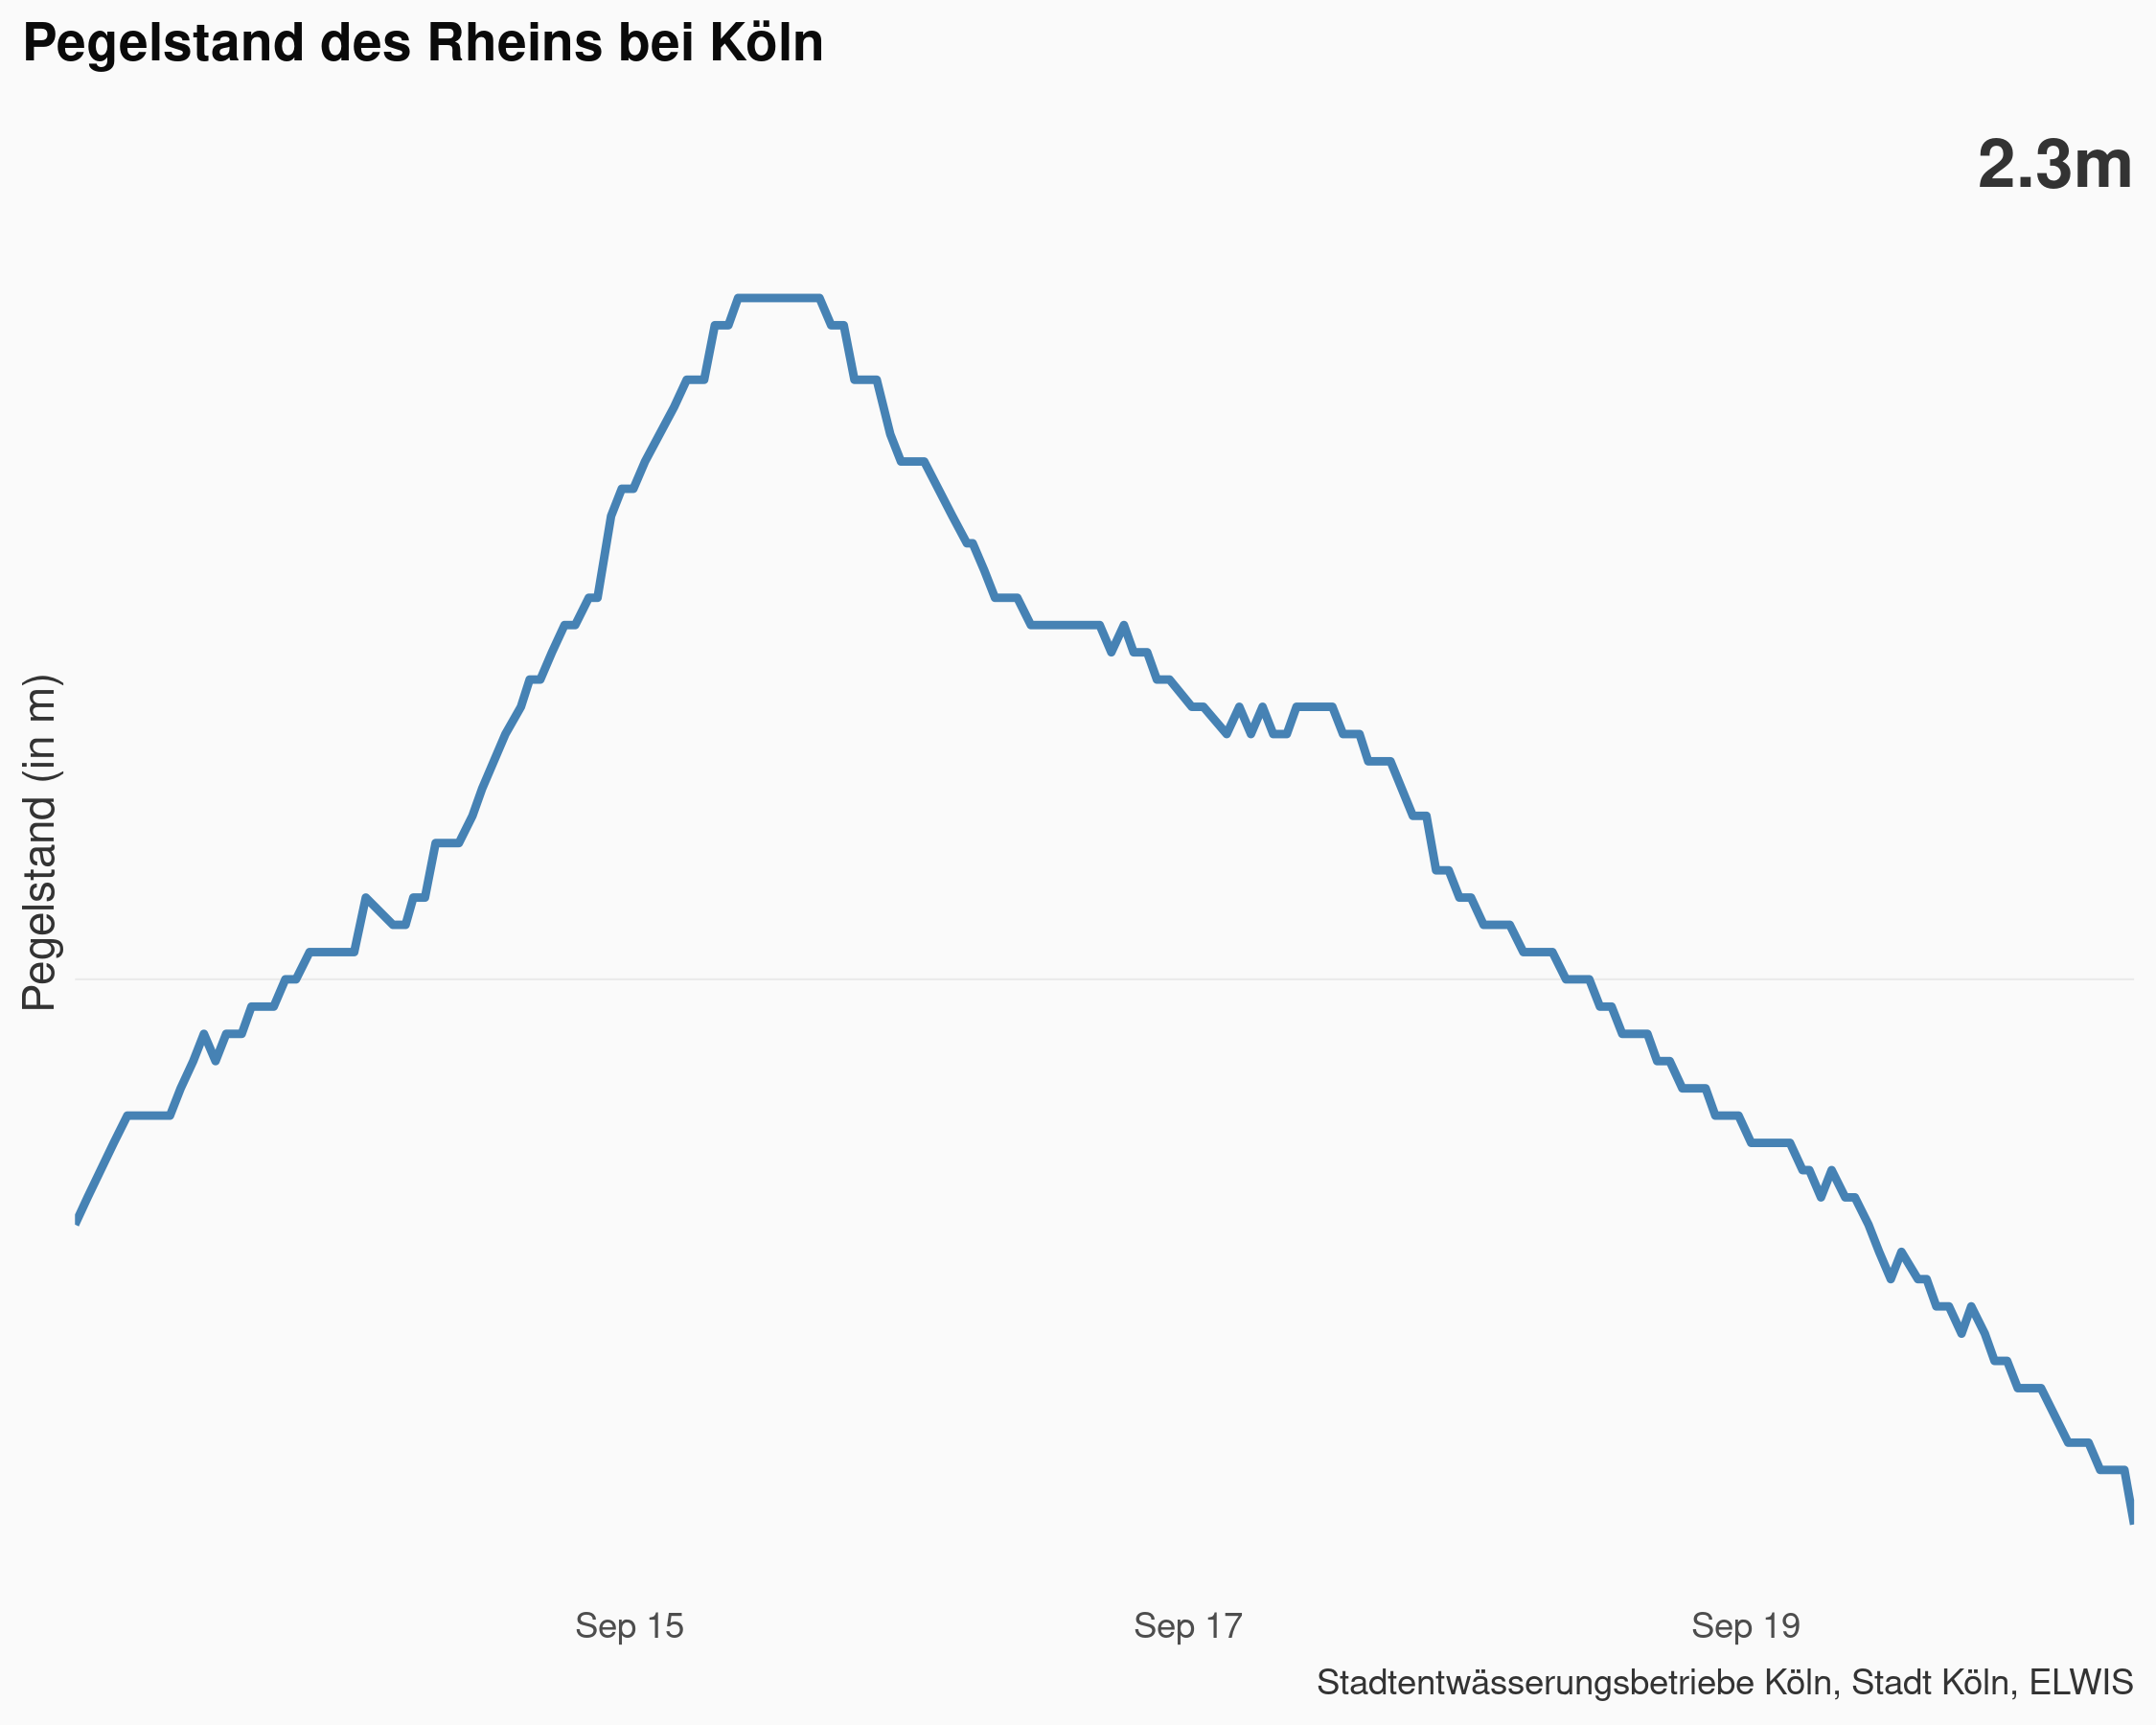 Pegelstand des Rheins bei Köln
2.3m
Pegelstand (in m)
Sep 15
Sep 17
Sep 19
Stadtentwässerungsbetriebe Köln, Stadt Köln, ELWIS